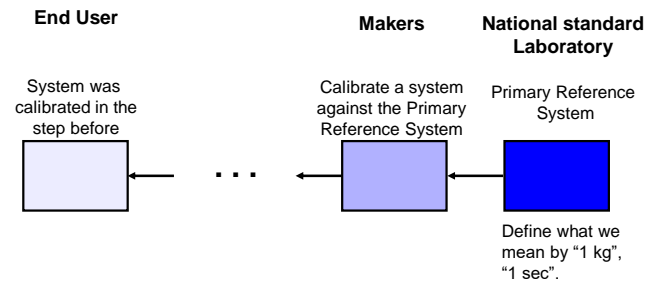 End User
Makers
National standard
Laboratory
System was
calibrated in the
step before
Calibrate a system
against the Primary
Reference System
Primary Reference
System
. . .
Define what we
mean by “1 kg”,
“1 sec”.